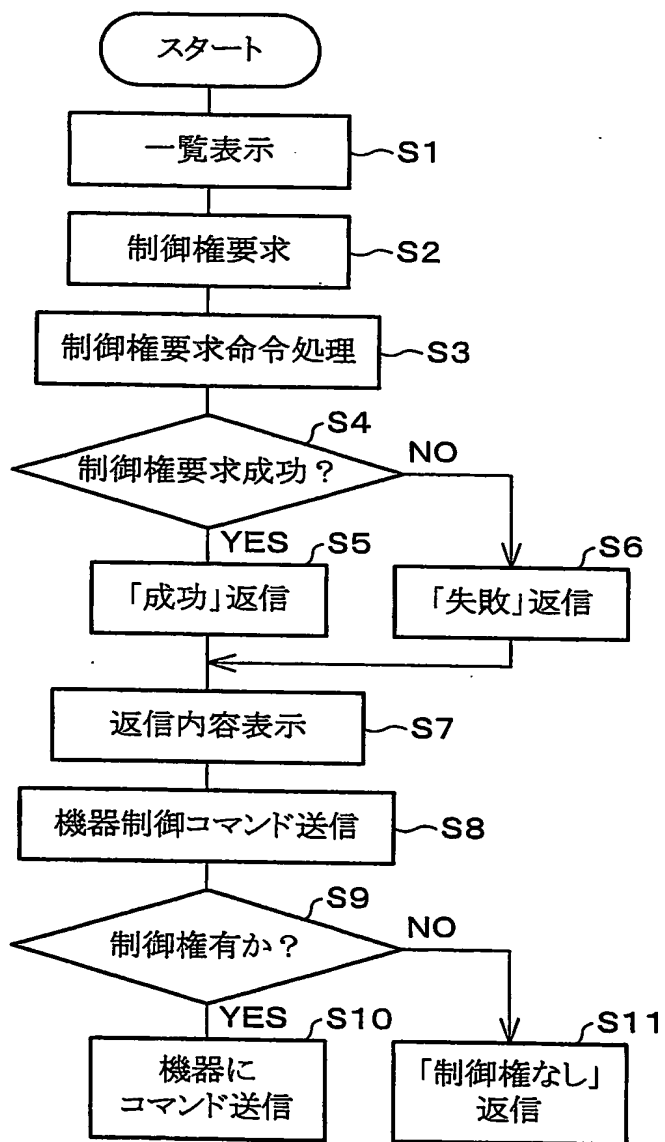 スタート
一覧表示
S1
制御権要求
S2
制御権要求命令処理
S3
S4
制御権要求成功？
NO
YES
S5
「成功」返信
S6
「失敗」返信
返信内容表示
S7
機器制御コマンド送信
S8
S9
制御権有か？
NO
YES
S10
機器に
コマンド送信
S11
「制御権なし」
返信